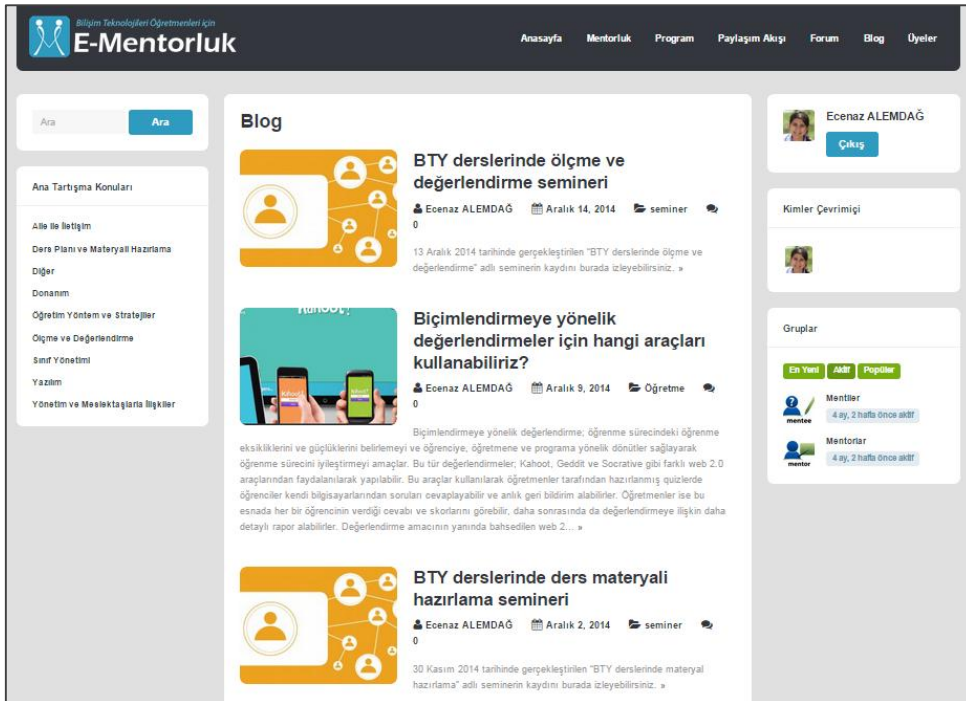 Bilişim Teknolojileri Öğretmenleri için
E-Mentorluk
Anasayfa Mentorluk Program Paylaşım Akışı Forum Blog Üyeler
Ara Ara
Ana Tartışma Konuları
Aile ile İletişim
Ders Planı ve Materyali Hazırlama
Diğer
Donanım
Öğretim Yöntem ve Stratejiler
Ölçme ve Değerlendirme
Sınıf Yönetimi
Yazılım
Yönetim ve Meslektaşlarla İlişkiler
Blog
BTY derslerinde ölçme ve
değerlendirme semineri
Ecenaz ALEMDAĞ Aralık 14, 2014 seminer
0
13 Aralık 2014 tarihinde gerçekleştirilen "BTY derslerinde ölçme ve
değerlendirme" adlı seminerin kaydını burada izleyebilirsiniz. »
Kahoot!
Biçimlendirmeye yönelik
değerlendirmeler için hangi araçları
kullanabiliriz?
Ecenaz ALEMDAĞ Aralık 9, 2014 Öğretme
0
Biçimlendirmeye yönelik değerlendirme; öğrenme sürecindeki öğrenme
eksikliklerini ve güçlüklerini belirlemeyi ve öğrenciye, öğretmene ve programa yönelik dönütler sağlayarak
öğrenme sürecini iyileştirmeyi amaçlar. Bu tür değerlendirmeler; Kahoot, Geddit ve Socrative gibi farklı web 2.0
araçlarından faydalanılarak yapılabilir. Bu araçlar kullanılarak öğretmenler tarafından hazırlanmış quizlerde
öğrenciler kendi bilgisayarlarından soruları cevaplayabilir ve anlık geri bildirim alabilirler. Öğretmenler ise bu
esnada her bir öğrencinin verdiği cevabı ve skorlarını görebilir, daha sonrasında da değerlendirmeye ilişkin daha
detaylı rapor alabilirler. Değerlendirme amacının yanında bahsedilen web 2... »
BTY derslerinde ders materyali
hazırlama semineri
Ecenaz ALEMDAĞ Aralık 2, 2014 seminer
0
30 Kasım 2014 tarihinde gerçekleştirilen "BTY derslerinde materyal
hazırlama" adlı seminerin kaydını burada izleyebilirsiniz. »
Ecenaz ALEMDAĞ
Çıkış
Kimler Çevrimiçi
Gruplar
En Yeni Aktif Popüler
Mentiler
4 ay, 2 hafta önce aktif
mentee
Mentorlar
4 ay, 2 hafta önce aktif
mentor